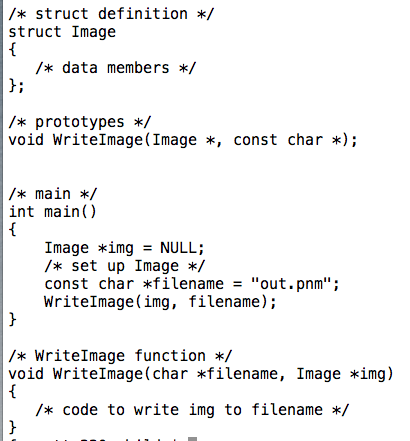 /* struct definition */
struct Image
{
   /* data members */
};
/* prototypes */
void WriteImage(Image *, const char *);
/* main */
int main()
{
    Image *img = NULL;
    /* set up Image */
    const char *filename = "out.pnm";
    WriteImage(img, filename);
}
/* WriteImage function */
void WriteImage(char *filename, Image *img)
{
   /* code to write img to filename */
}